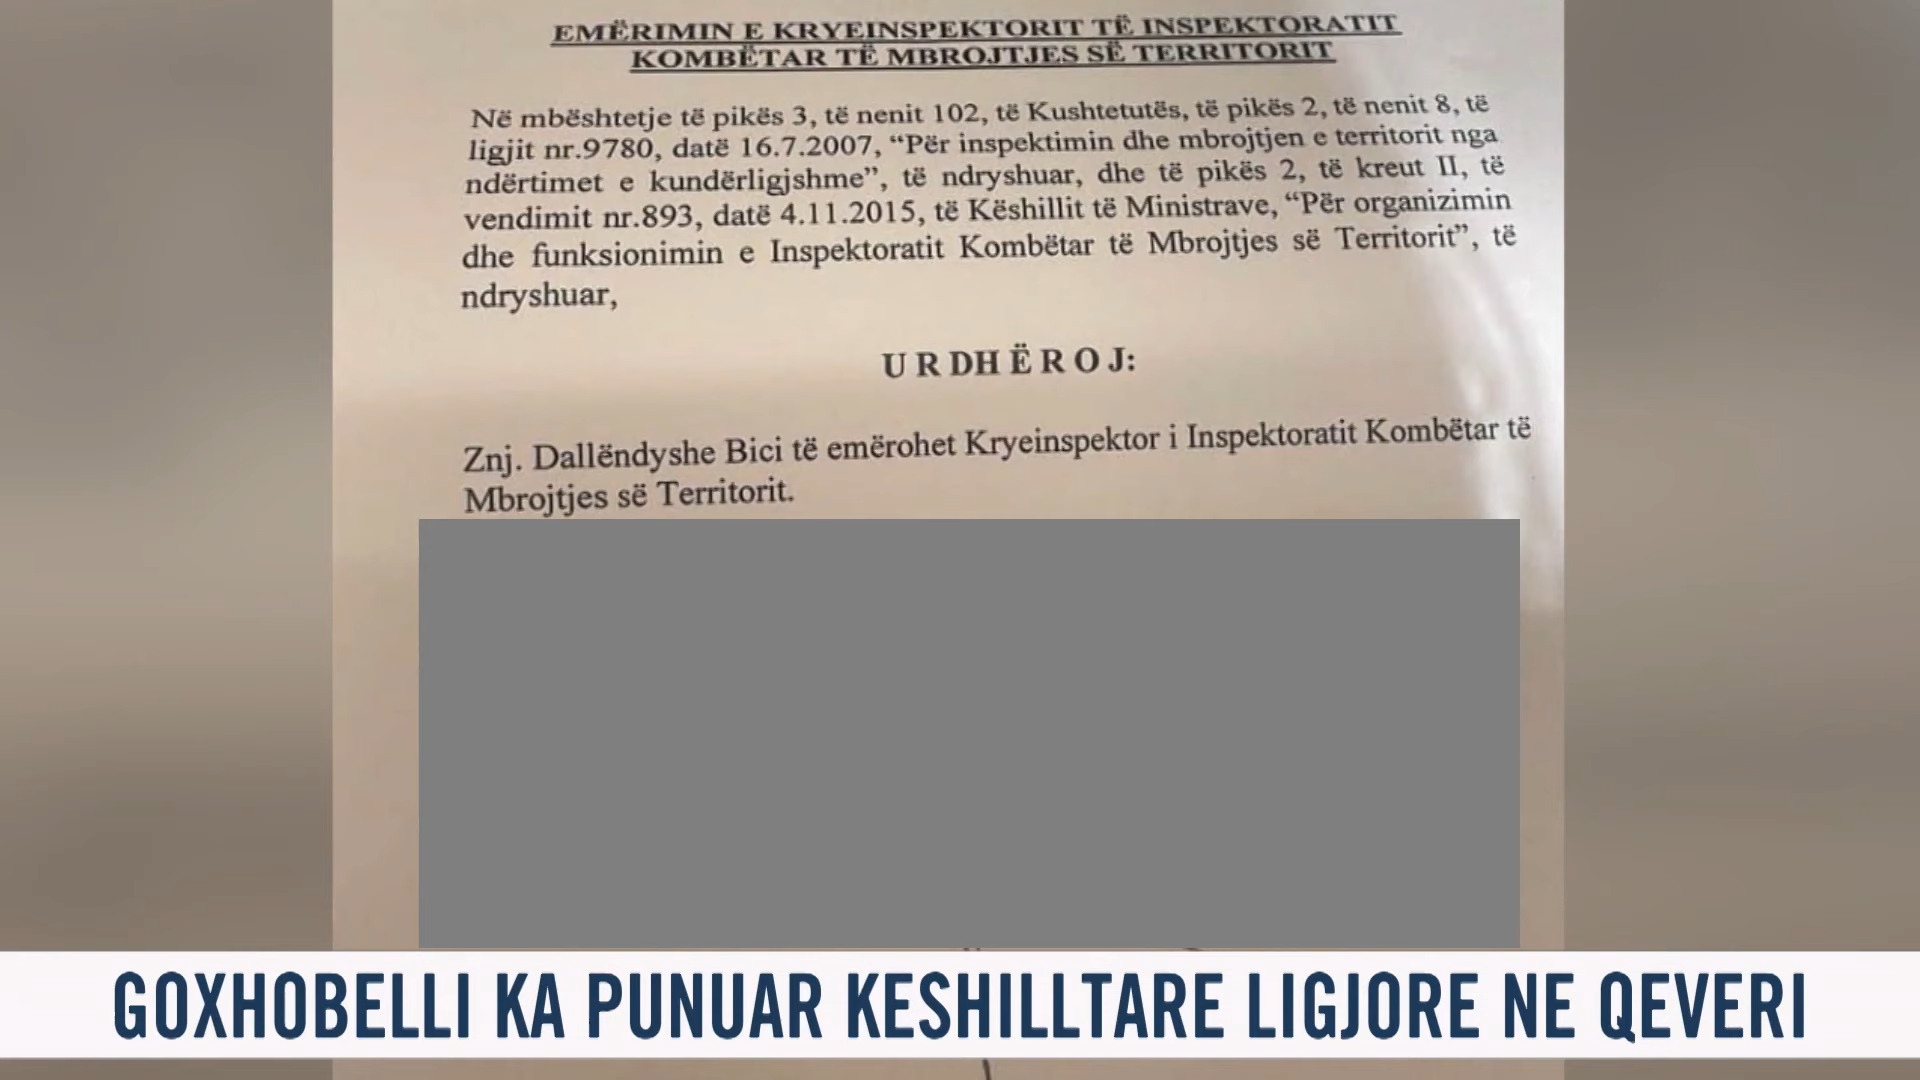 EMËRIMIN E KRYEINSPEKTORIT TË INSPEKTORATIT
KOMBËTAR TË MBROJTJES SË TERRITORIT
Në mbështetje të pikës 3, të nenit 102, të Kushtetutës, të pikës 2, të nenit 8, të
ligjit nr.9780, datë 16.7.2007, “Për inspektimin dhe mbrojtjen e territorit nga
ndërtimet e kundërligjshme”, të ndryshuar, dhe të pikës 2, të kreut II, të
vendimit nr.893, datë 4.11.2015, të Këshillit të Ministrave, “Për organizimin
dhe funksionimin e Inspektoratit Kombëtar të Mbrojtjes së Territorit”, të
ndryshuar,
U R DH Ë R O J:
Znj. Dallëndyshe Bici të emërohet Kryeinspektor i Inspektoratit Kombëtar të
Mbrojtjes së Territorit.
GOXHOBELLI KA PUNUAR KESHILLTARE LIGJORE NE QEVERI